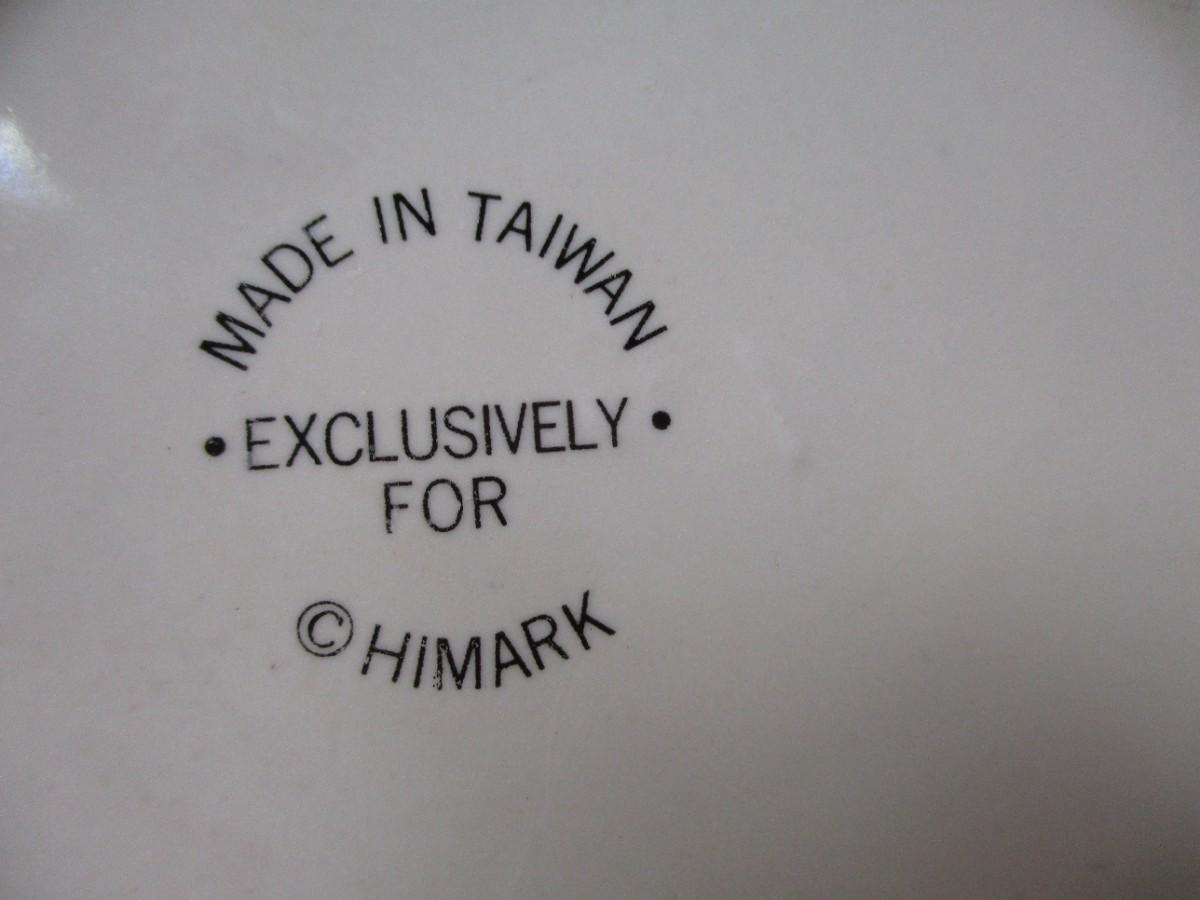 MADE IN TAIWAN
• EXCLUSIVELY •
FOR
© HIMARK